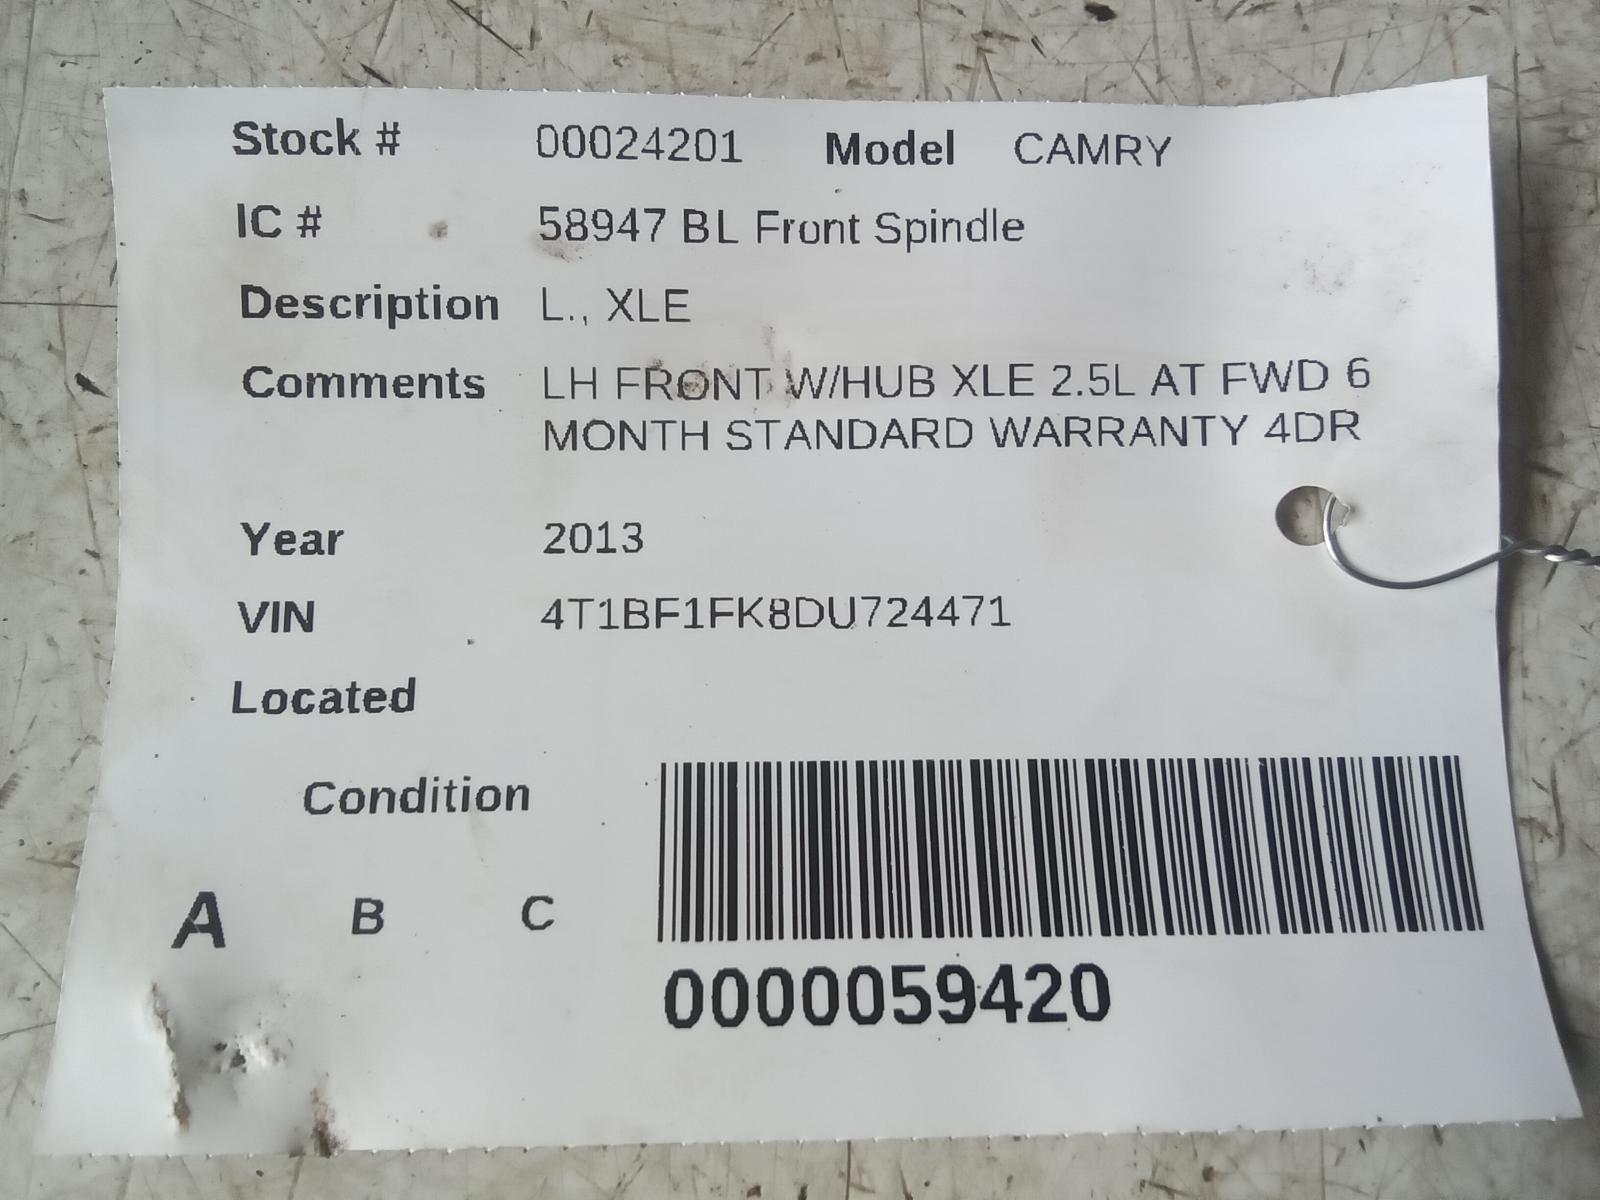 Stock # 00024201 Model CAMRY
IC # 58947 BL Front Spindle
Description L., XLE
Comments LH FRONT W/HUB XLE 2.5L AT FWD 6
MONTH STANDARD WARRANTY 4DR
Year 2013
VIN 4T1BF1FK8DU724471
Located
Condition
A B C
0000059420